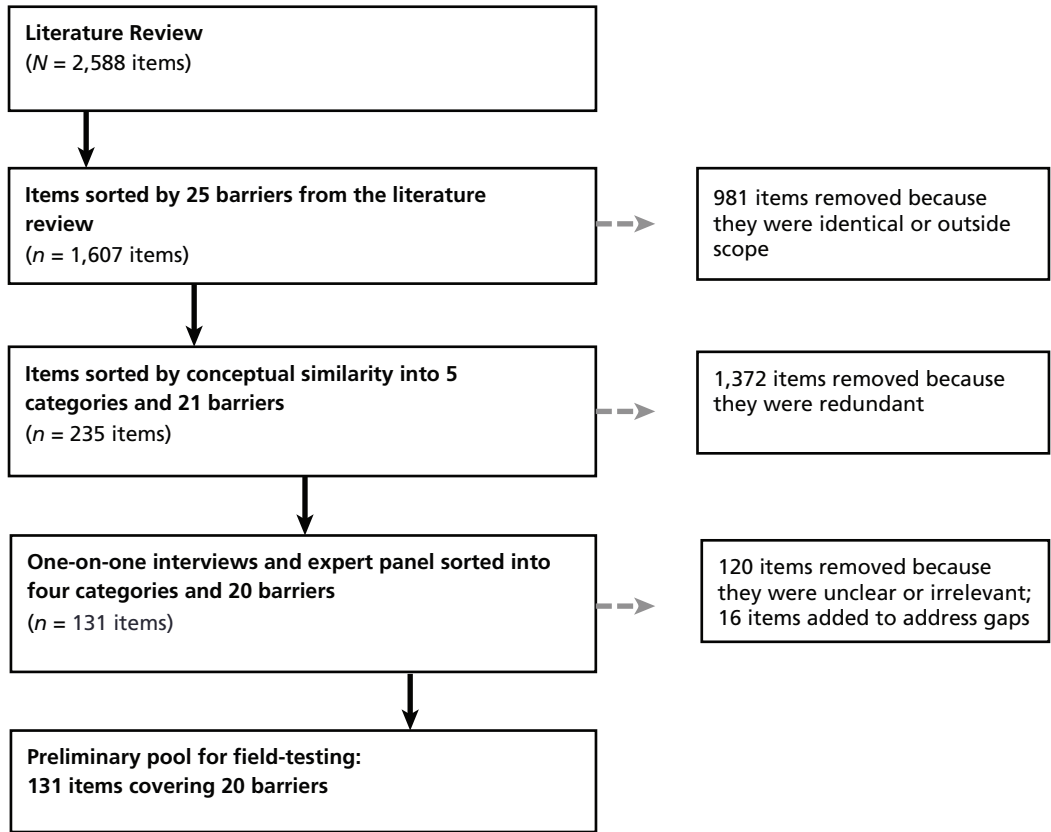 Literature Review
(N = 2,588 items)
Items sorted by 25 barriers from the literature
review
(n = 1,607 items)
981 items removed because
they were identical or outside
scope
Items sorted by conceptual similarity into 5
categories and 21 barriers
(n = 235 items)
1,372 items removed because
they were redundant
One-on-one interviews and expert panel sorted into
four categories and 20 barriers
(n = 131 items)
120 items removed because
they were unclear or irrelevant;
16 items added to address gaps
Preliminary pool for field-testing:
131 items covering 20 barriers